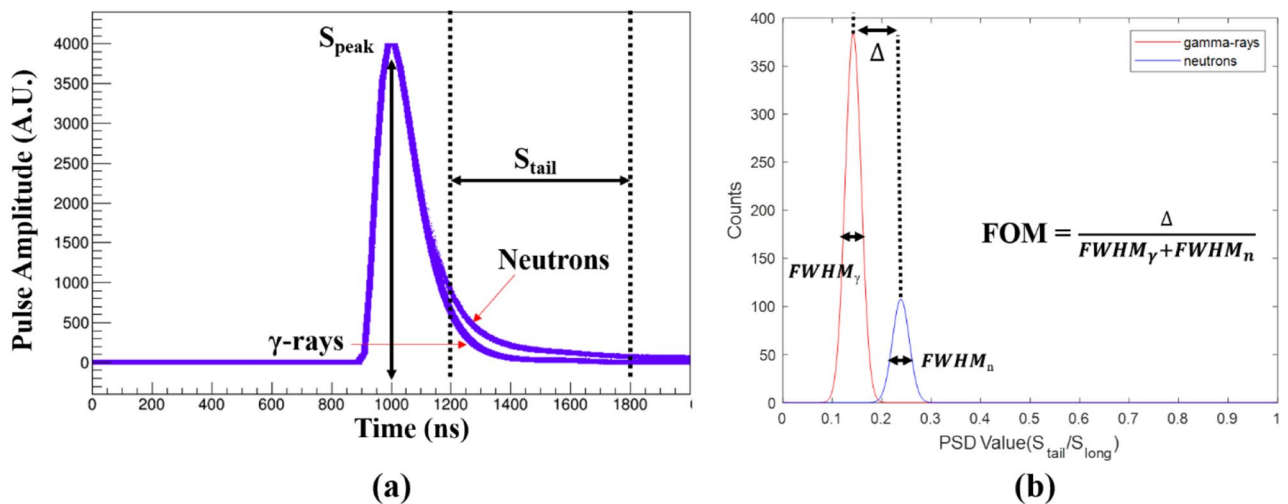 Pulse Amplitude (A.U.)
4000
3500
3000
2500
2000
1500
1000
500
0
S_peak
S_tail
Neutrons
γ-rays
0 200 400 600 800 1000 1200 1400 1600 1800 2
Time (ns)
(a)
Counts
400
350
300
250
200
150
100
50
0
Δ
gamma-rays
neutrons
FOM = Δ / FWHM_γ+FWHM_n
FWHM_γ
FWHM_n
0 0.1 0.2 0.3 0.4 0.5 0.6 0.7 0.8 0.9 1
PSD Value(S_tail/S_long)
(b)